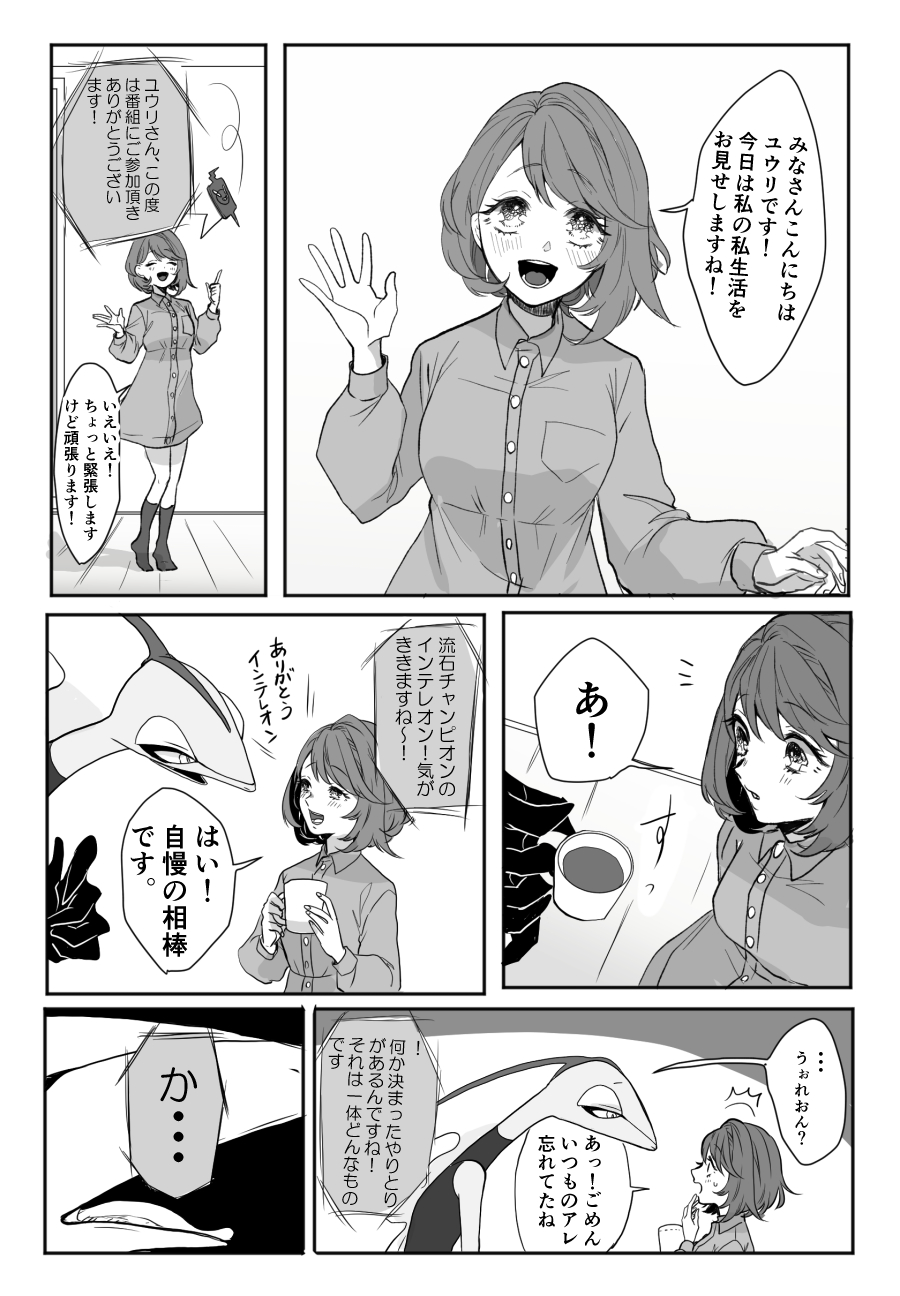 みなさんこんにちは
ユウリです！
今日は私の私生活を
お見せしますね！
ユウリさん、この度
は番組にご参加頂き
ありがとうござい
ます！
いえいえ！
ちょっと緊張します
けど頑張ります！
あ！
す
流石チャンピオンの
インテレオン！気が
ききますね〜！
ありがとう
インテレオン
はい！
自慢の相棒
です。
…
うぉれおん？
あっ！ごめん
いつものアレ
忘れてたね
！
何か決まったやりとり
があるんですね！
それは一体どんなもの
です
か・・・